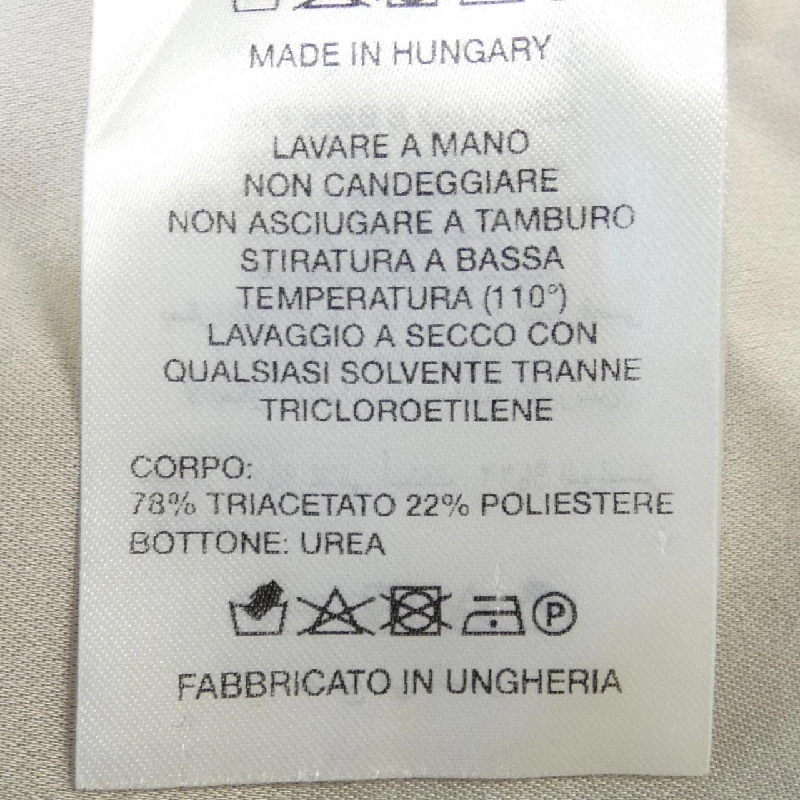 MADE IN HUNGARY
LAVARE A MANO
NON CANDEGGIARE
NON ASCIUGARE A TAMBURO
STIRATURA A BASSA
TEMPERATURA (110°)
LAVAGGIO A SECCO CON
QUALSIASI SOLVENTE TRANNE
TRICLOROETILENE
CORPO:
78% TRIACETATO 22% POLIESTERE
BOTTONE: UREA
P
FABBRICATO IN UNGHERIA